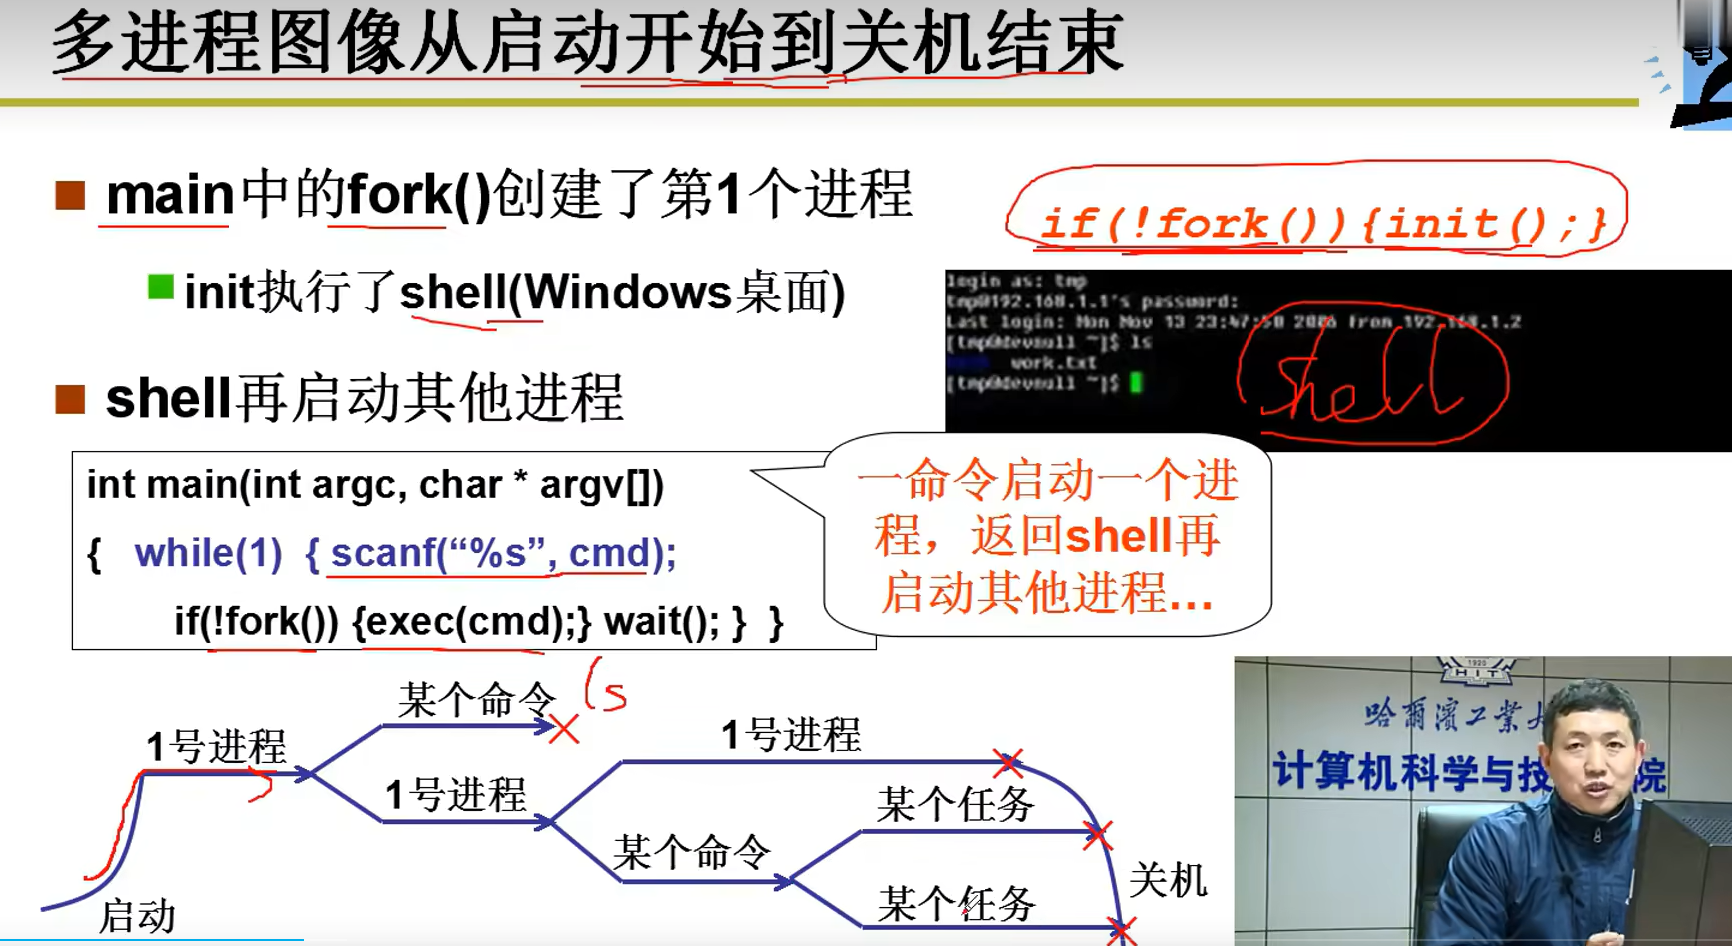 多进程图像从启动开始到关机结束
main中的fork()创建了第1个进程
if(!fork()){init();}
init执行了shell(Windows桌面)
login as: tmp
tmp@192.168.1.1's password:
Last login: Mon Nov 13 23:47:50 2006 from 192.168.1.2
[tmp@devnull ~]$ ls
work.txt
[tmp@devnull ~]$
shell
shell再启动其他进程
int main(int argc, char * argv[])
{ while(1) { scanf(“%s”, cmd);
if(!fork()) {exec(cmd);} wait(); } }
一命令启动一个进
程，返回shell再
启动其他进程...
某个命令
ls
1号进程
1号进程
1号进程
某个任务
某个命令
某个任务
启动
关机
1920
HIT
哈尔滨工业大
计算机科学与技
院